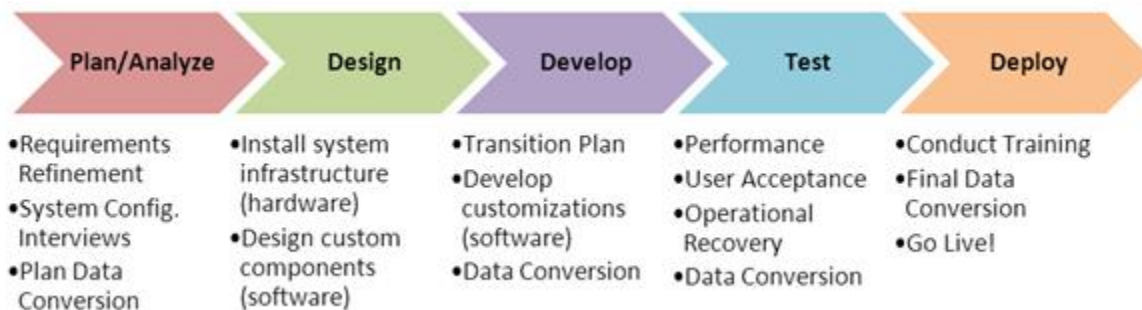 Plan/Analyze
Design
Develop
Test
Deploy
•Requirements
Refinement
•System Config.
Interviews
•Plan Data
Conversion
•Install system
infrastructure
(hardware)
•Design custom
components
(software)
•Transition Plan
•Develop
customizations
(software)
•Data Conversion
•Performance
•User Acceptance
•Operational
Recovery
•Data Conversion
•Conduct Training
•Final Data
Conversion
•Go Live!